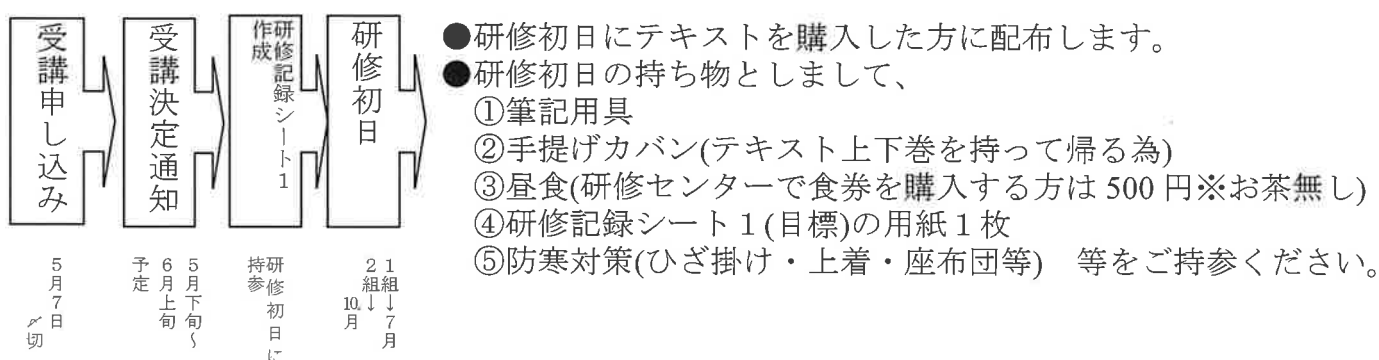 受講申し込み
受講決定通知
研修記録シート1
作成
研修初日
5月7日
〆切
5月下旬～
6月上旬
予定
研修初日に
持参
1組→7月
2組→
10月
●研修初日にテキストを購入した方に配布します。
●研修初日の持ち物としまして、
①筆記用具
②手提げカバン(テキスト上下巻を持って帰る為)
③昼食(研修センターで食券を購入する方は 500 円※お茶無し)
④研修記録シート１(目標)の用紙１枚
⑤防寒対策(ひざ掛け・上着・座布団等)　等をご持参ください。